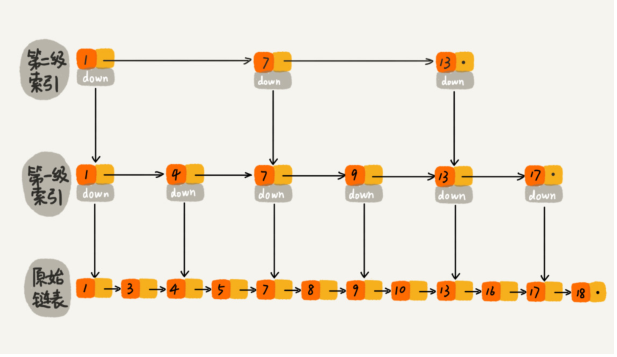 第二级
索引
1 7 13
down down down
第一级
索引
1 4 7 9 13 17
down down down down down down
原始
链表
1 3 4 5 7 8 9 10 13 16 17 18